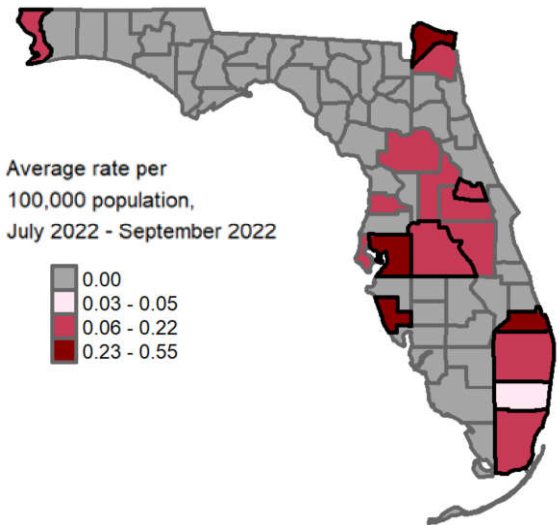 Average rate per
100,000 population,
July 2022 - September 2022
0.00
0.03 - 0.05
0.06 - 0.22
0.23 - 0.55